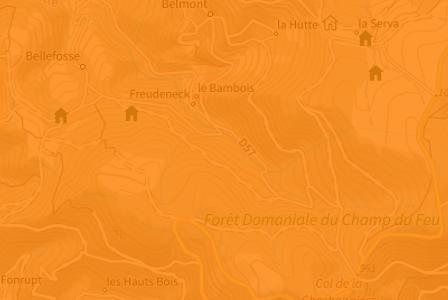 Belmont
la Hutte
la Serva
Bellefosse
Freudeneck
le Bambois
D57
Forêt Domaniale du Champ du Feu
Fonrupt
les Hauts Bois
Col de la